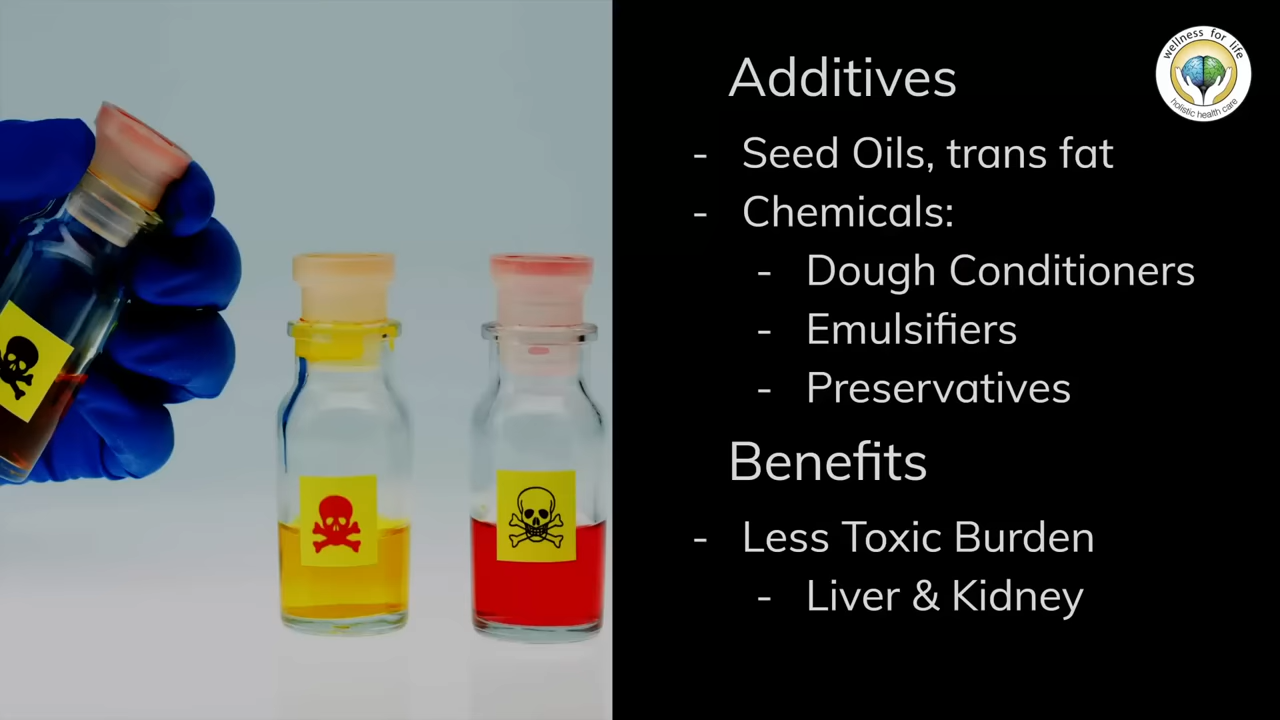 Additives
- Seed Oils, trans fat
- Chemicals:
- Dough Conditioners
- Emulsifiers
- Preservatives
Benefits
- Less Toxic Burden
- Liver & Kidney
wellness for life
holistic health care